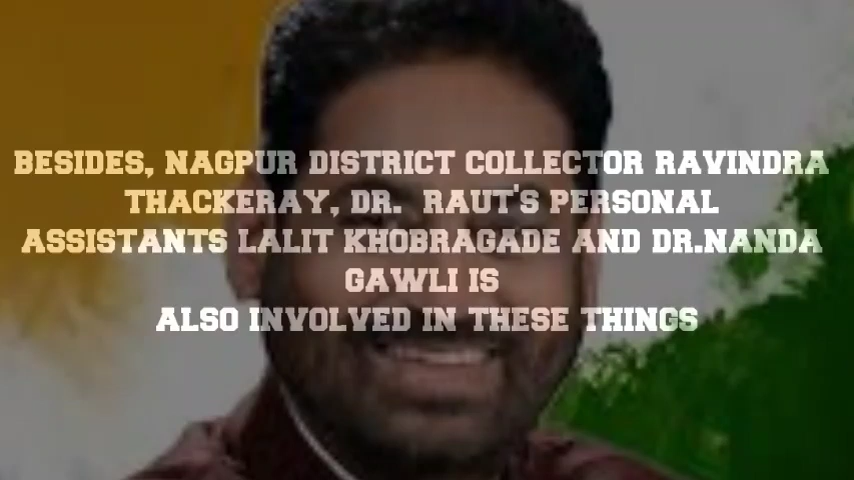 BESIDES, NAGPUR DISTRICT COLLECTOR RAVINDRA
THACKERAY, DR. RAUT'S PERSONAL
ASSISTANTS LALIT KHOBRAGADE AND DR.NANDA
GAWLI IS
ALSO INVOLVED IN THESE THINGS